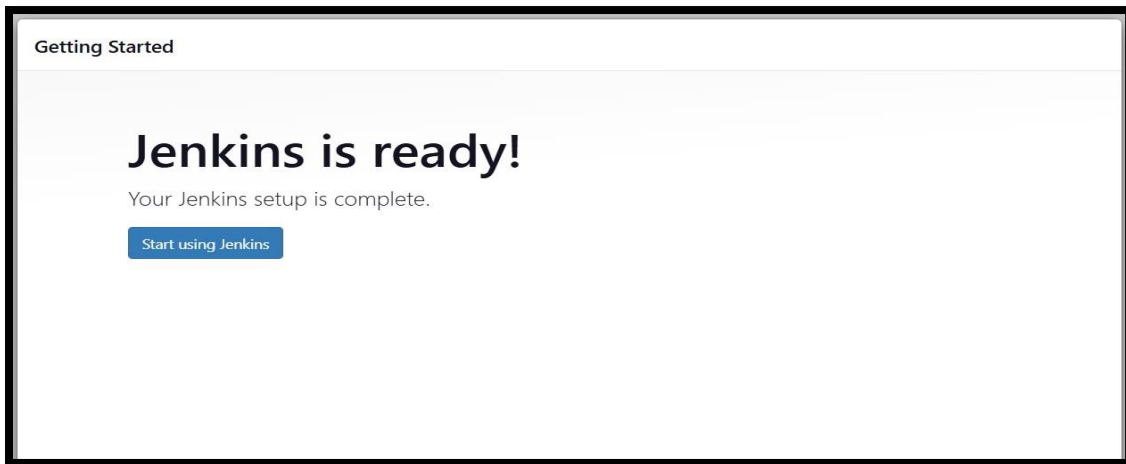 Getting Started
Jenkins is ready!
Your Jenkins setup is complete.
Start using Jenkins